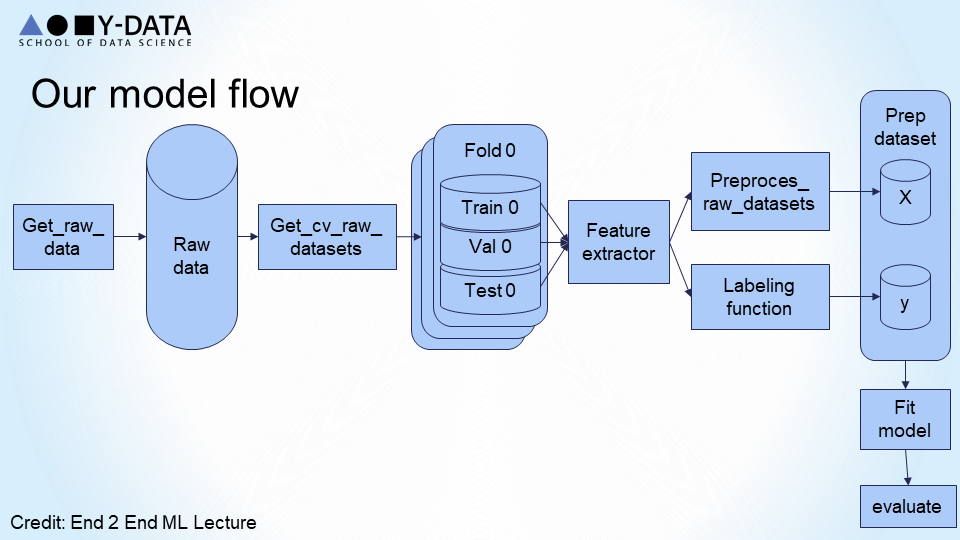 Y-DATA
SCHOOL OF DATA SCIENCE
Our model flow
Get_raw_
data
Raw
data
Get_cv_raw_
datasets
Fold 0
Train 0
Val 0
Test 0
Feature
extractor
Preproces_
raw_datasets
Labeling
function
Prep
dataset
X
y
Fit
model
evaluate
Credit: End 2 End ML Lecture